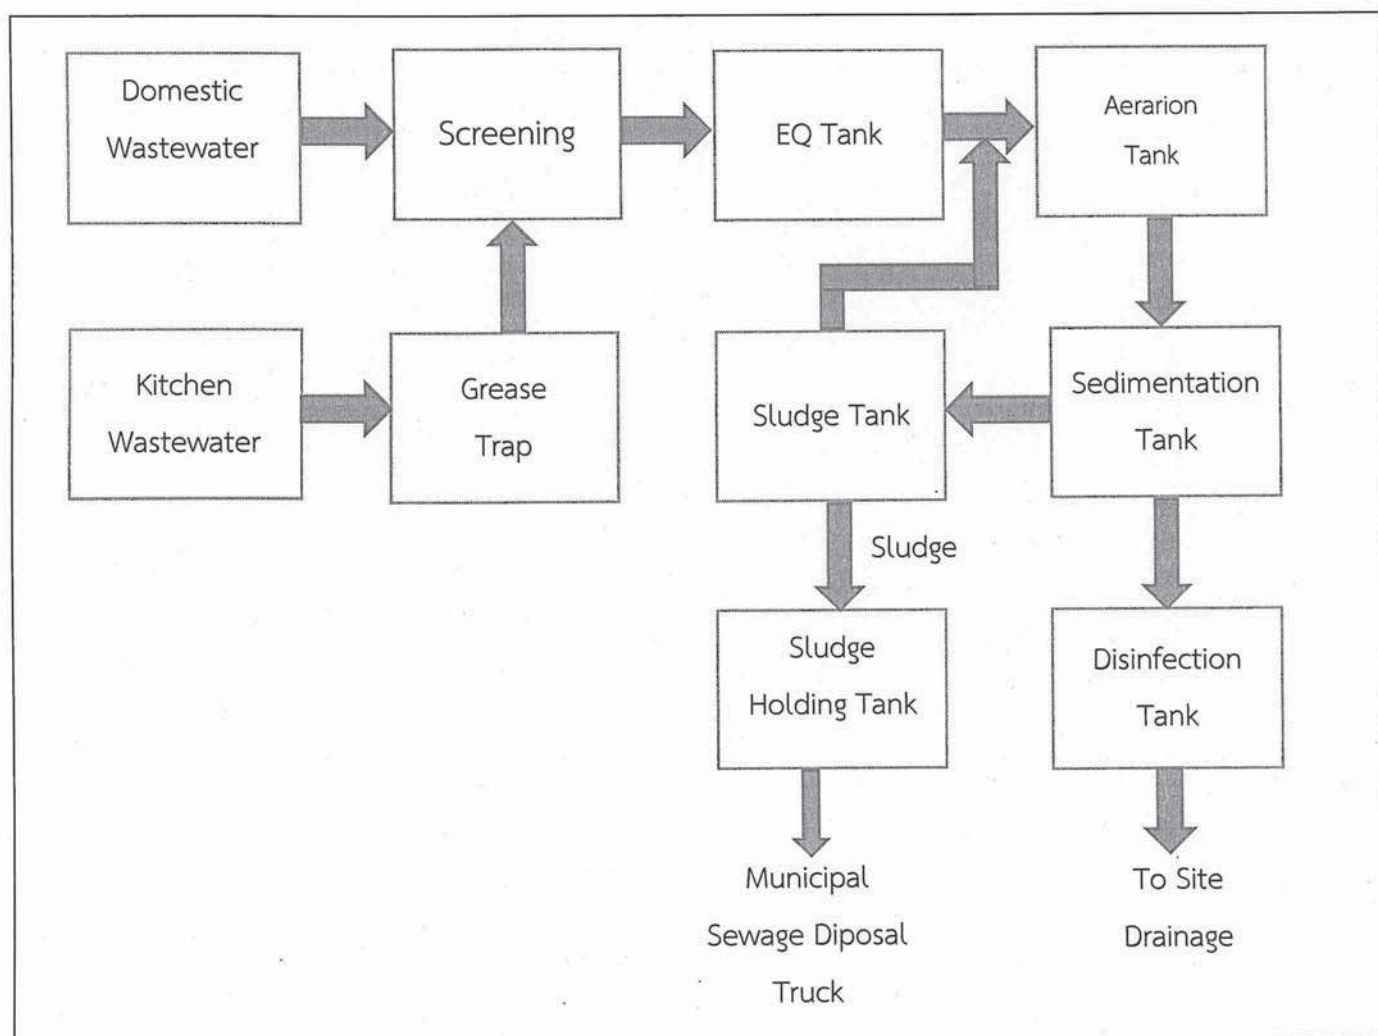 Domestic
Wastewater
Screening
EQ Tank
Aerarion
Tank
Kitchen
Wastewater
Grease
Trap
Sludge Tank
Sedimentation
Tank
Sludge
Sludge
Holding Tank
Disinfection
Tank
Municipal
Sewage Diposal
Truck
To Site
Drainage